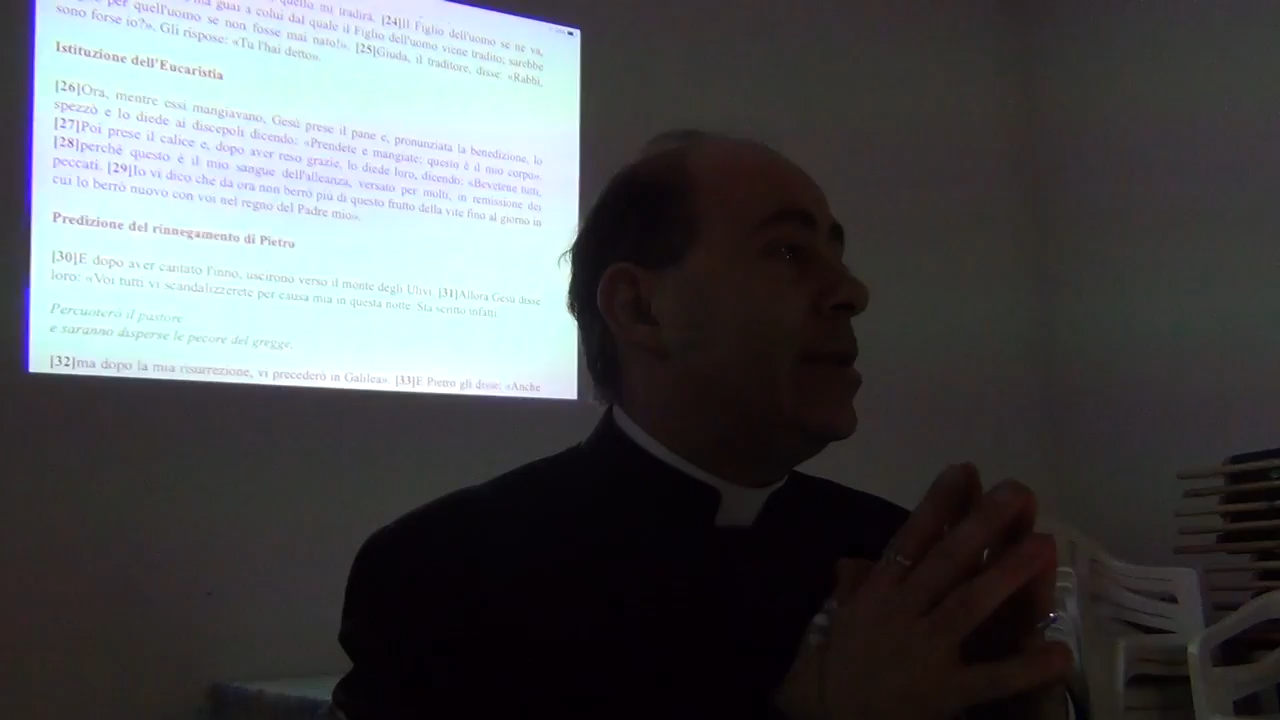 quello mi tradirà. [24]Il Figlio dell'uomo se ne va,
guai a colui dal quale il Figlio dell'uomo viene tradito; sarebbe
per quell'uomo se non fosse mai nato!». [25]Giuda, il traditore, disse: «Rabbì,
sono forse io?». Gli rispose: «Tu l'hai detto».
Istituzione dell'Eucaristia
[26]Ora, mentre essi mangiavano, Gesù prese il pane e, pronunziata la benedizione, lo
spezzò e lo diede ai discepoli dicendo: «Prendete e mangiate; questo è il mio corpo».
[27]Poi prese il calice e, dopo aver reso grazie, lo diede loro, dicendo: «Bevetene tutti,
[28]perché questo è il mio sangue dell'alleanza, versato per molti, in remissione dei
peccati. [29]Io vi dico che da ora non berrò più di questo frutto della vite fino al giorno in
cui lo berrò nuovo con voi nel regno del Padre mio».
Predizione del rinnegamento di Pietro
[30]E dopo aver cantato l'inno, uscirono verso il monte degli Ulivi. [31]Allora Gesù disse
loro: «Voi tutti vi scandalizzerete per causa mia in questa notte. Sta scritto infatti:
Percuoterò il pastore
e saranno disperse le pecore del gregge,
[32]ma dopo la mia risurrezione, vi precederò in Galilea». [33]E Pietro gli disse: «Anche